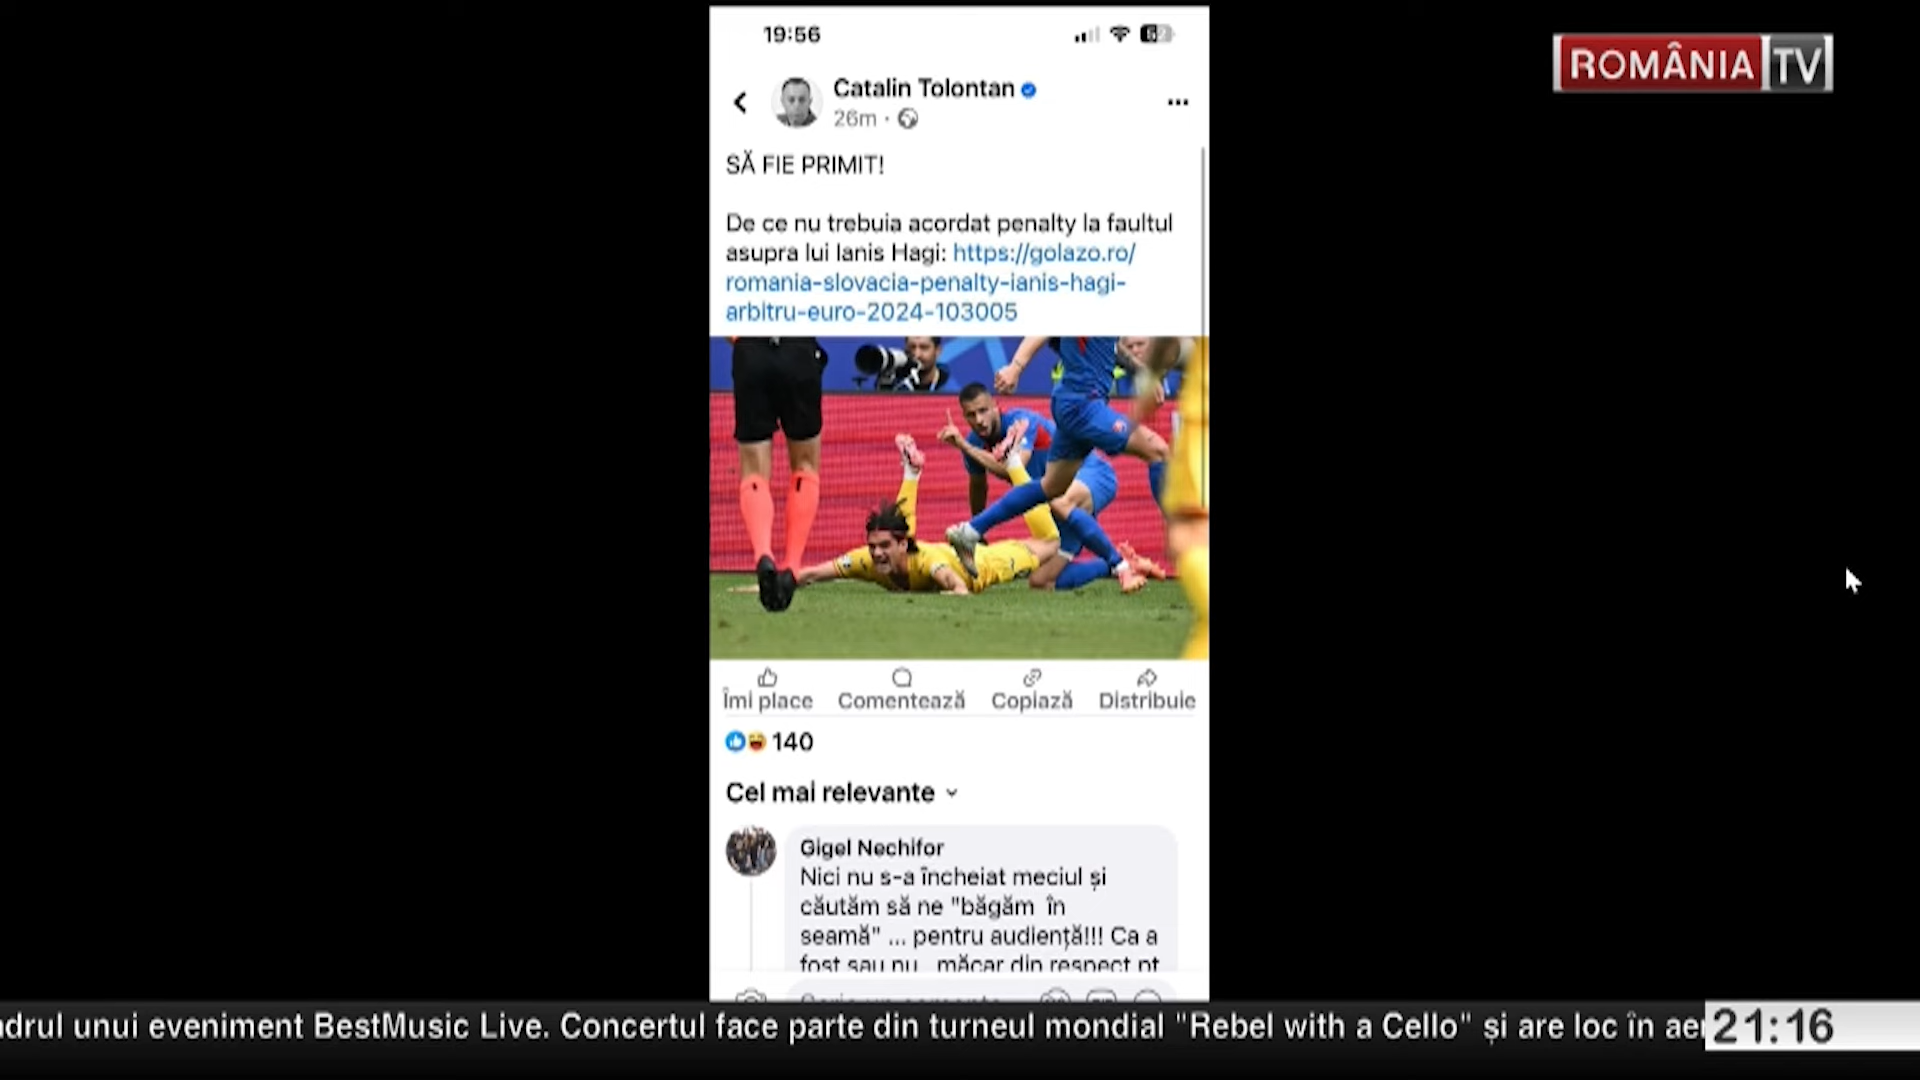 19:56
ROMÂNIA TV
Catalin Tolontan
26m ·
SĂ FIE PRIMIT!
De ce nu trebuia acordat penalty la faultul
asupra lui Ianis Hagi: https://golazo.ro/
romania-slovacia-penalty-ianis-hagi-
arbitru-euro-2024-103005
Îmi place Comentează Copiază Distribuie
140
Cel mai relevante
Gigel Nechifor
Nici nu s-a încheiat meciul și
căutăm să ne "băgăm în
seamă" ... pentru audiență!!! Ca a
fost sau nu măcar din respect pt
drul unui eveniment BestMusic Live. Concertul face parte din turneul mondial "Rebel with a Cello" și are loc în aer
21:16